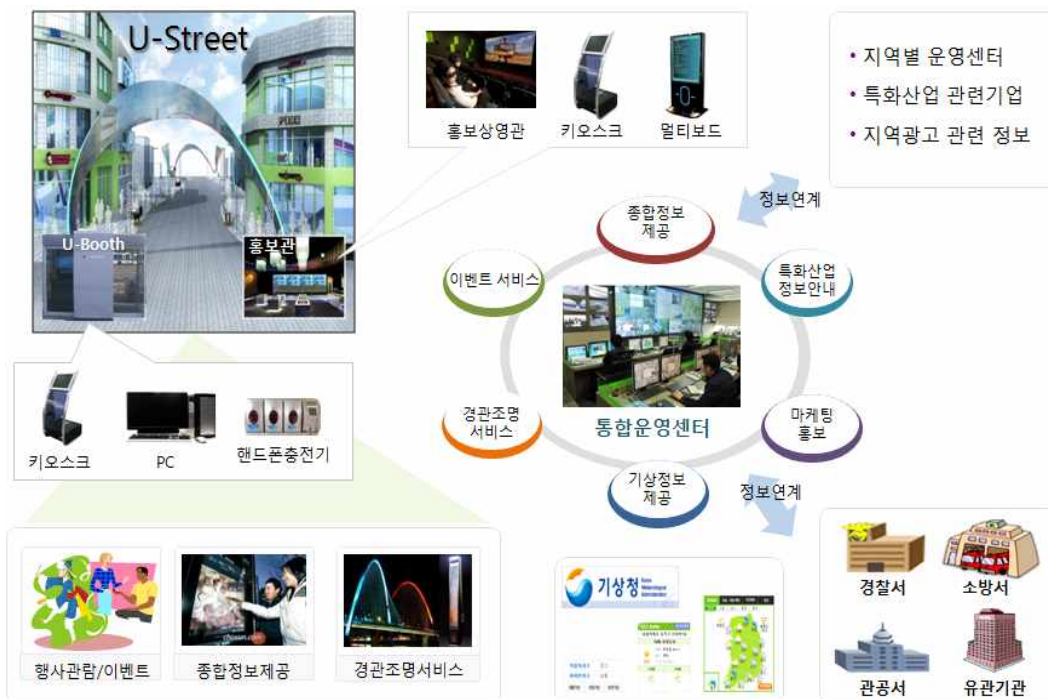 U-Street
U-Booth
홍보관
홍보상영관
키오스크
멀티보드
• 지역별 운영센터
• 특화산업 관련기업
• 지역광고 관련 정보
정보연계
종합정보
제공
이벤트 서비스
특화산업
정보안내
경관조명
서비스
통합운영센터
마케팅
홍보
기상정보
제공
정보연계
키오스크
PC
핸드폰충전기
행사관람/이벤트
종합정보제공
chosun.com
경관조명서비스
기상청
경찰서
소방서
관공서
유관기관